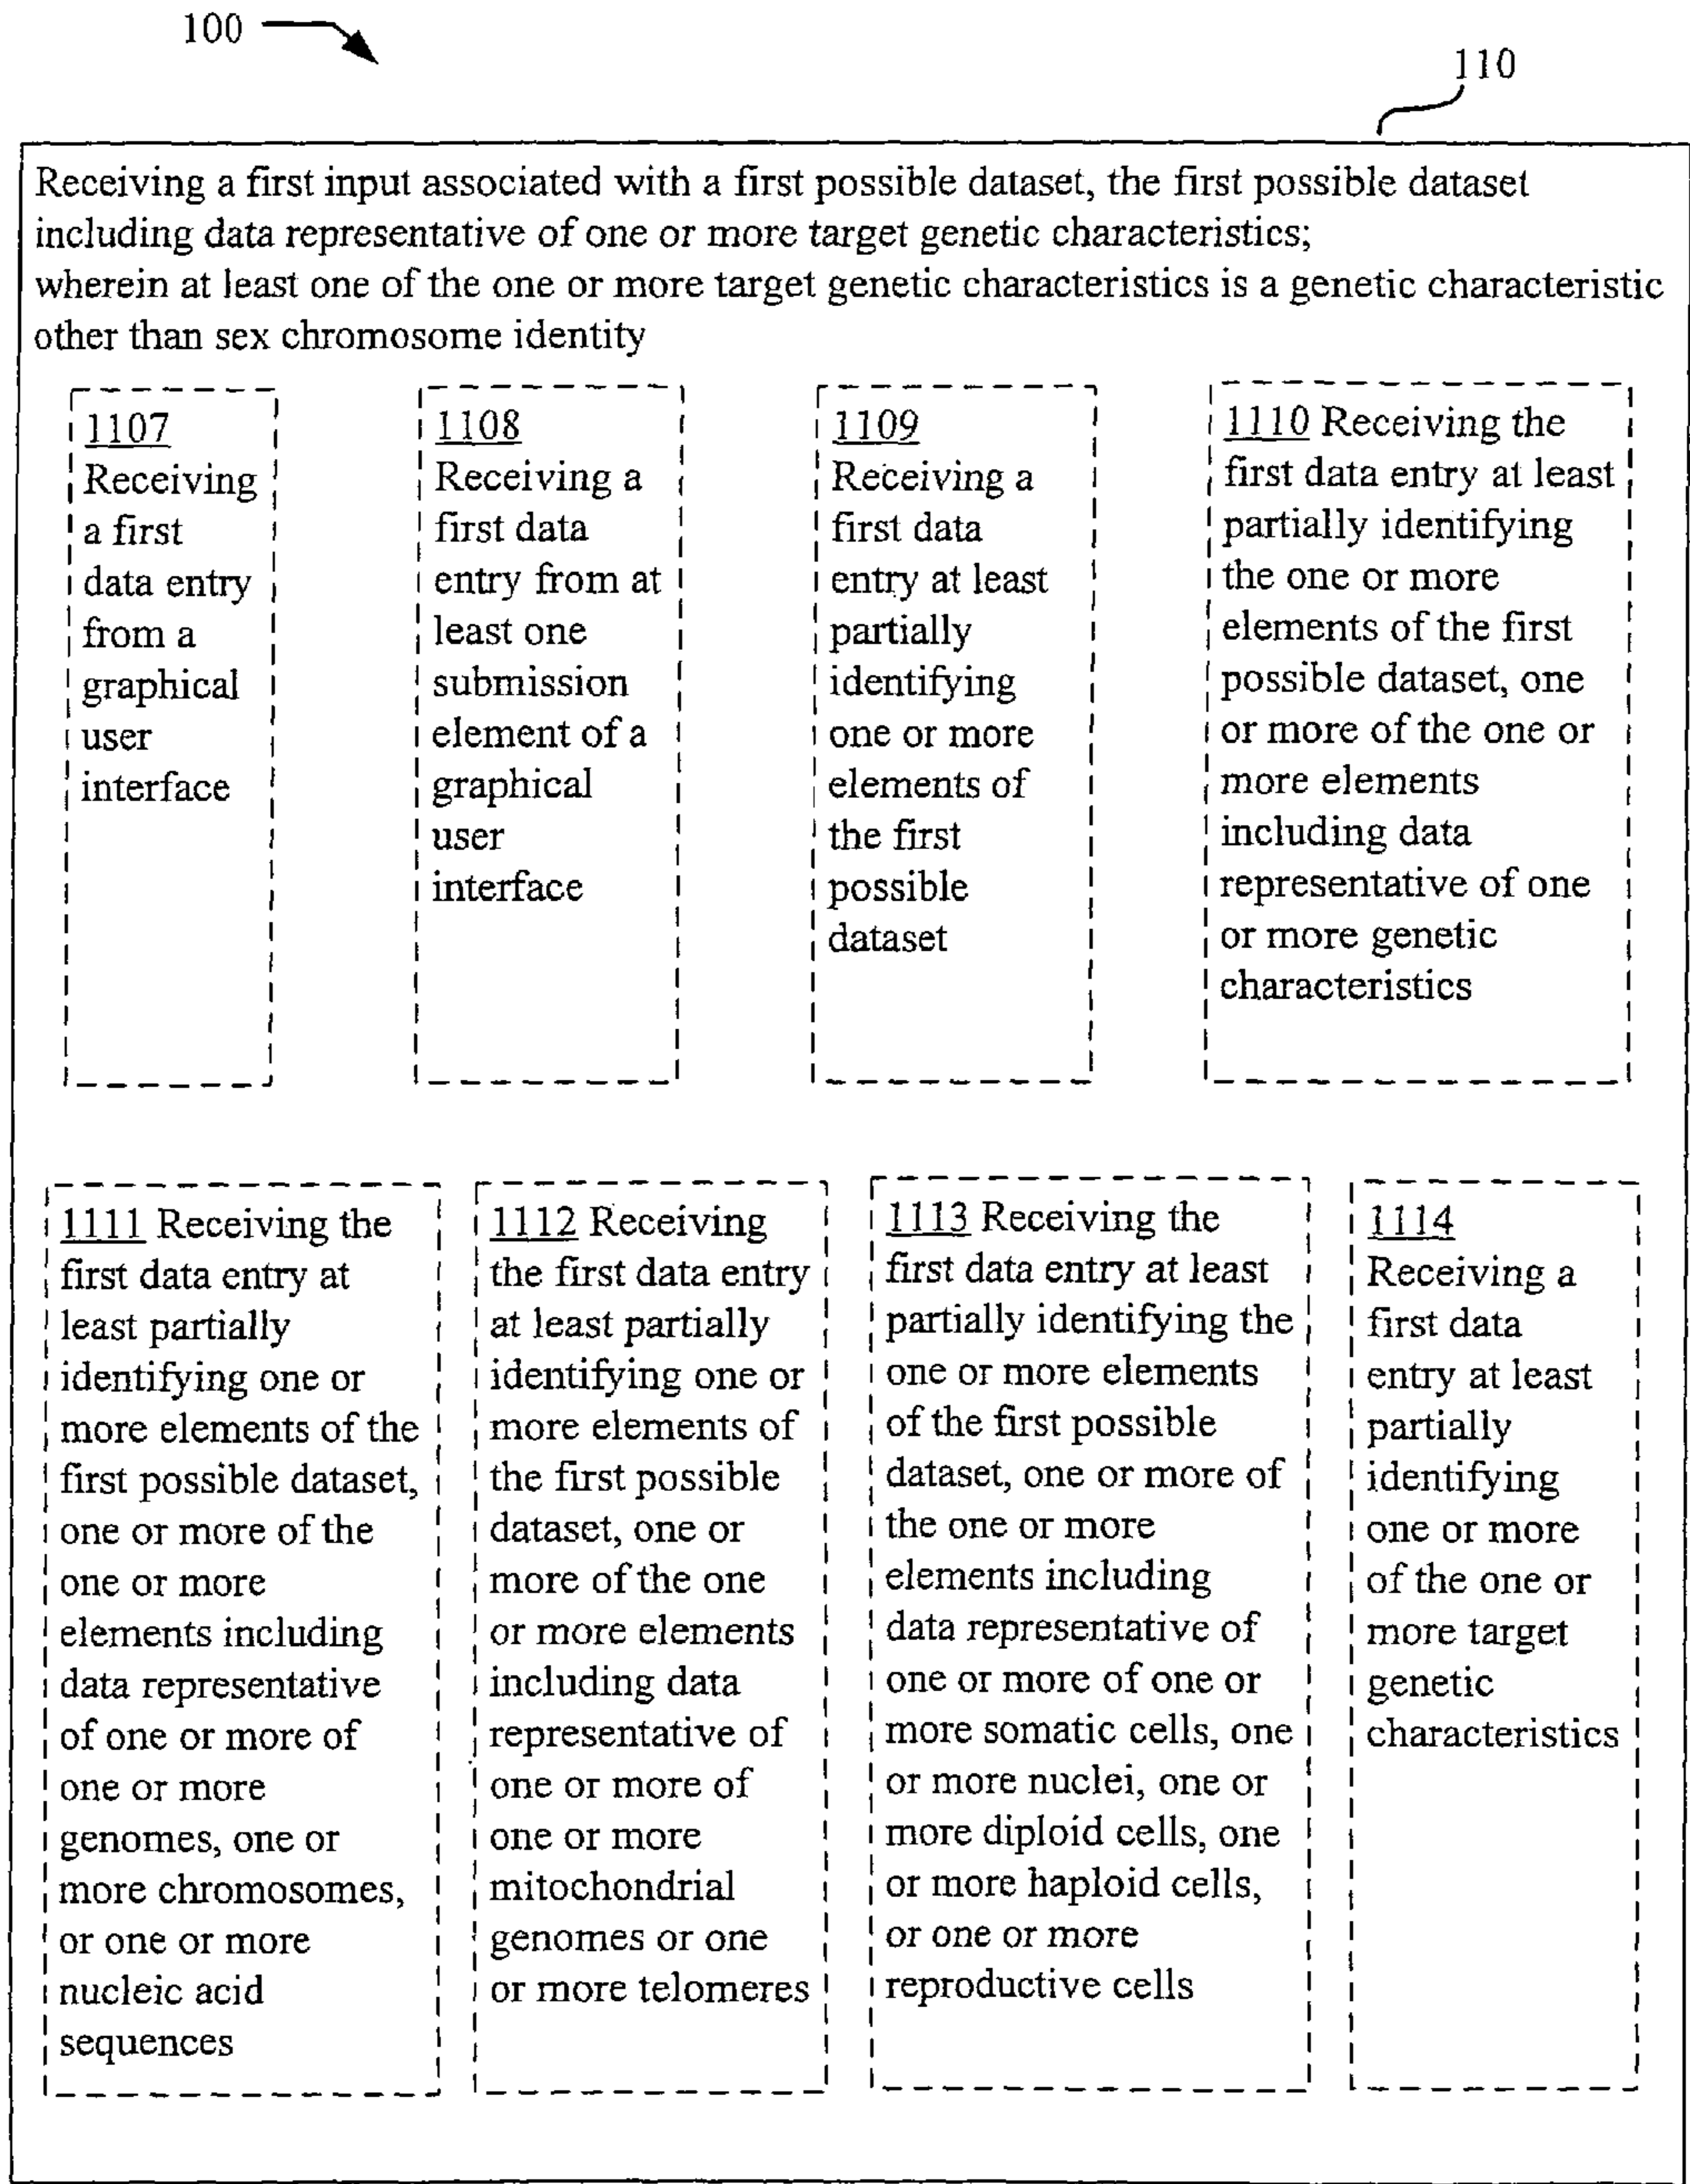 100
110
Receiving a first input associated with a first possible dataset, the first possible dataset
including data representative of one or more target genetic characteristics;
wherein at least one of the one or more target genetic characteristics is a genetic characteristic
other than sex chromosome identity
1107
Receiving
a first
data entry
from a
graphical
user
interface
1108
Receiving a
first data
entry from at
least one
submission
element of a
graphical
user
interface
1109
Receiving a
first data
entry at least
partially
identifying
one or more
elements of
the first
possible
dataset
1110 Receiving the
first data entry at least
partially identifying
the one or more
elements of the first
possible dataset, one
or more of the one or
more elements
including data
representative of one
or more genetic
characteristics
1111 Receiving the
first data entry at
least partially
identifying one or
more elements of the
first possible dataset,
one or more of the
one or more
elements including
data representative
of one or more of
one or more
genomes, one or
more chromosomes,
or one or more
nucleic acid
sequences
1112 Receiving
the first data entry
at least partially
identifying one or
more elements of
the first possible
dataset, one or
more of the one
or more elements
including data
representative of
one or more of
one or more
mitochondrial
genomes or one
or more telomeres
1113 Receiving the
first data entry at least
partially identifying the
one or more elements
of the first possible
dataset, one or more of
the one or more
elements including
data representative of
one or more of one or
more somatic cells, one
or more nuclei, one or
more diploid cells, one
or more haploid cells,
or one or more
reproductive cells
1114
Receiving a
first data
entry at least
partially
identifying
one or more
of the one or
more target
genetic
characteristics